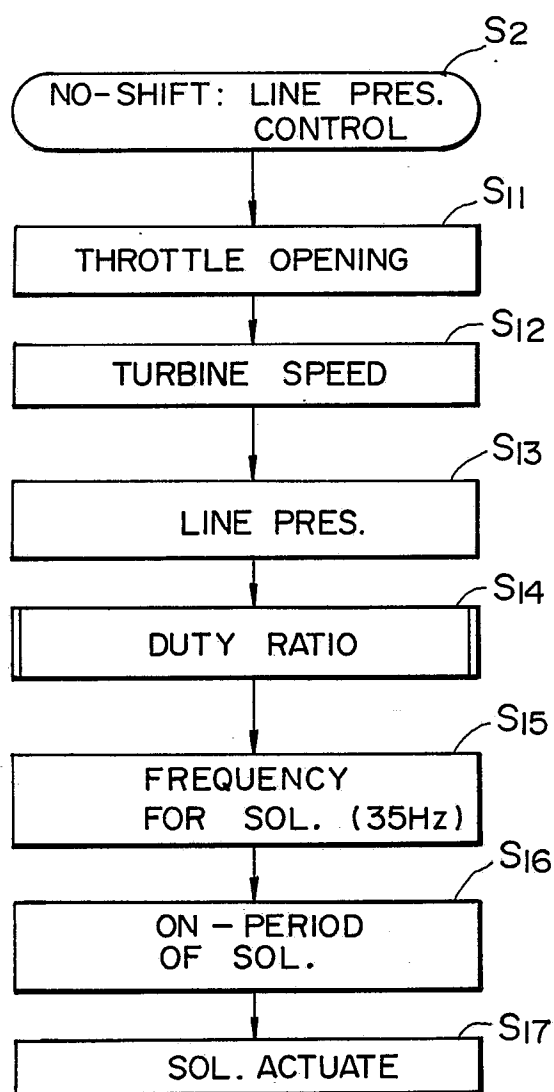 S2
NO-SHIFT: LINE PRES.
CONTROL
S11
THROTTLE OPENING
S12
TURBINE SPEED
S13
LINE PRES.
S14
DUTY RATIO
S15
FREQUENCY
FOR SOL. (35Hz)
S16
ON-PERIOD
OF SOL.
S17
SOL. ACTUATE